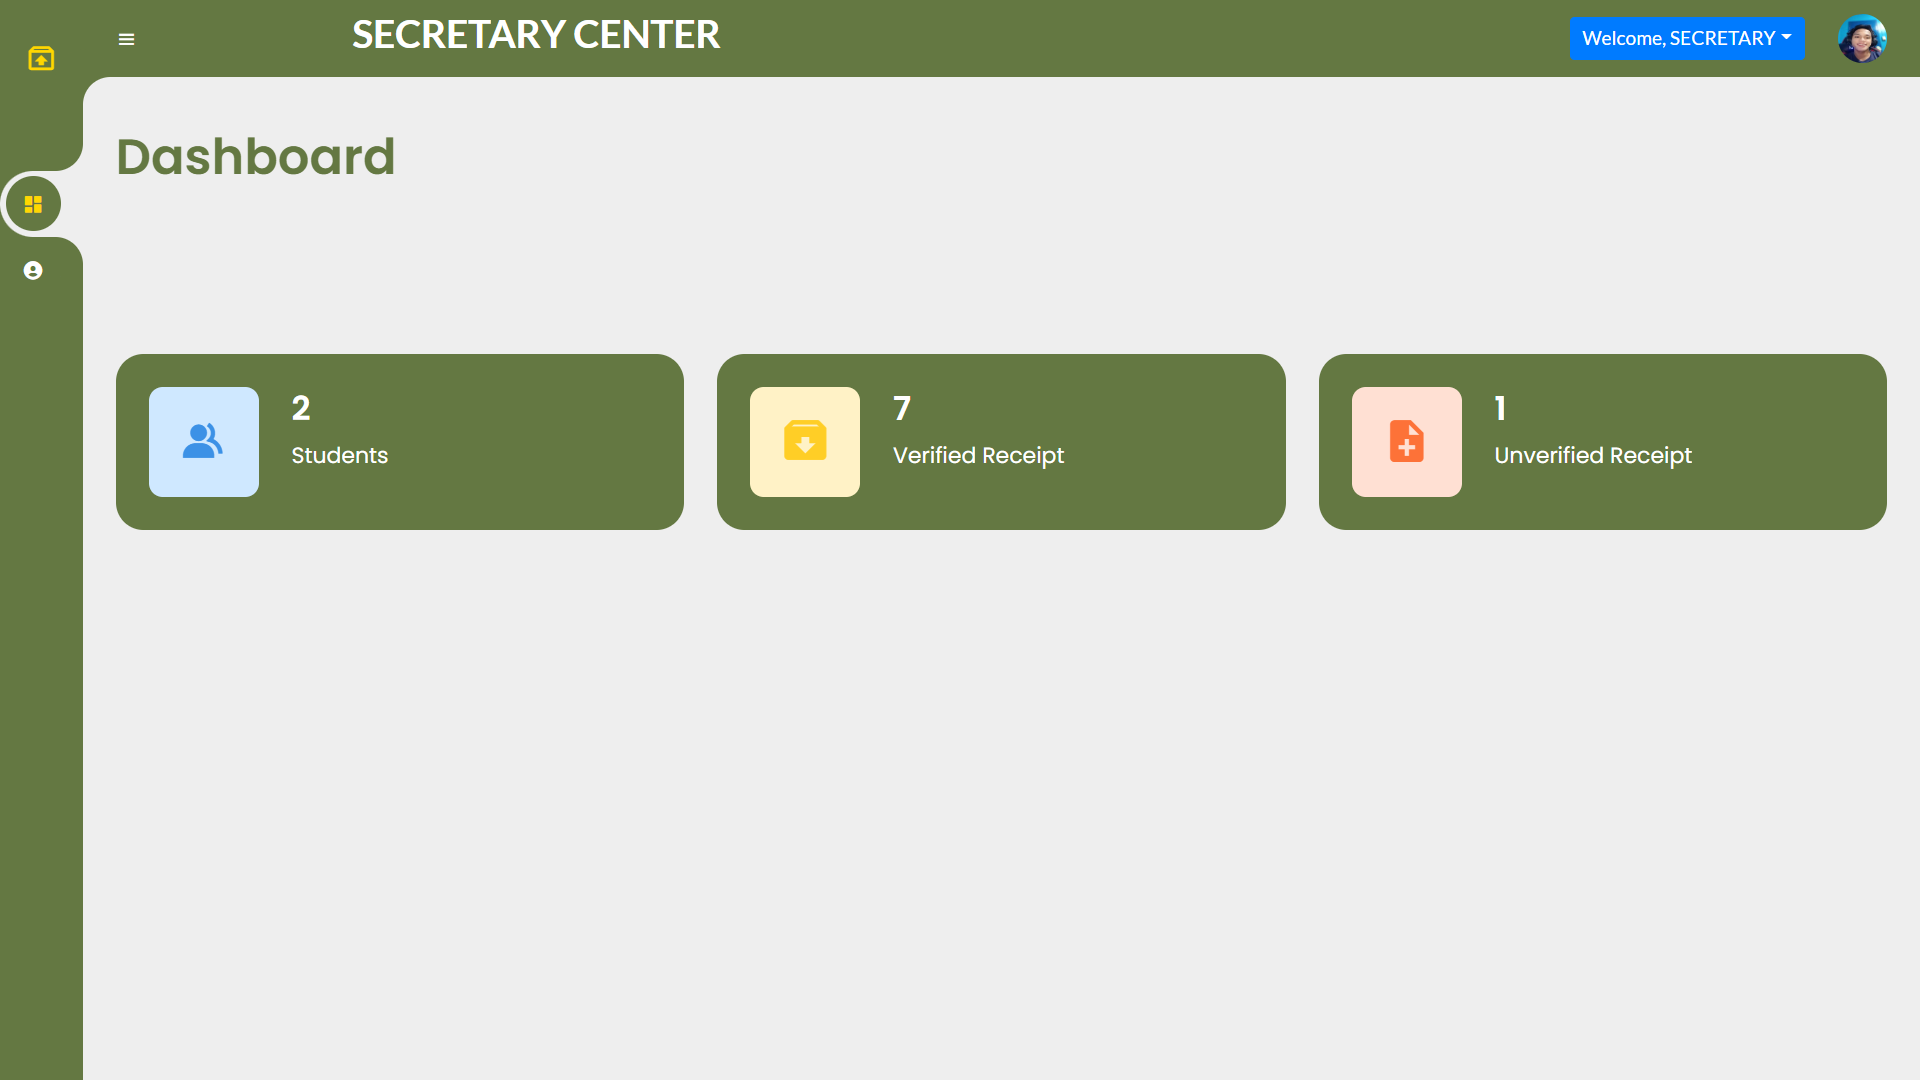 SECRETARY CENTER
Welcome, SECRETARY
Dashboard
2
Students
7
Verified Receipt
1
Unverified Receipt